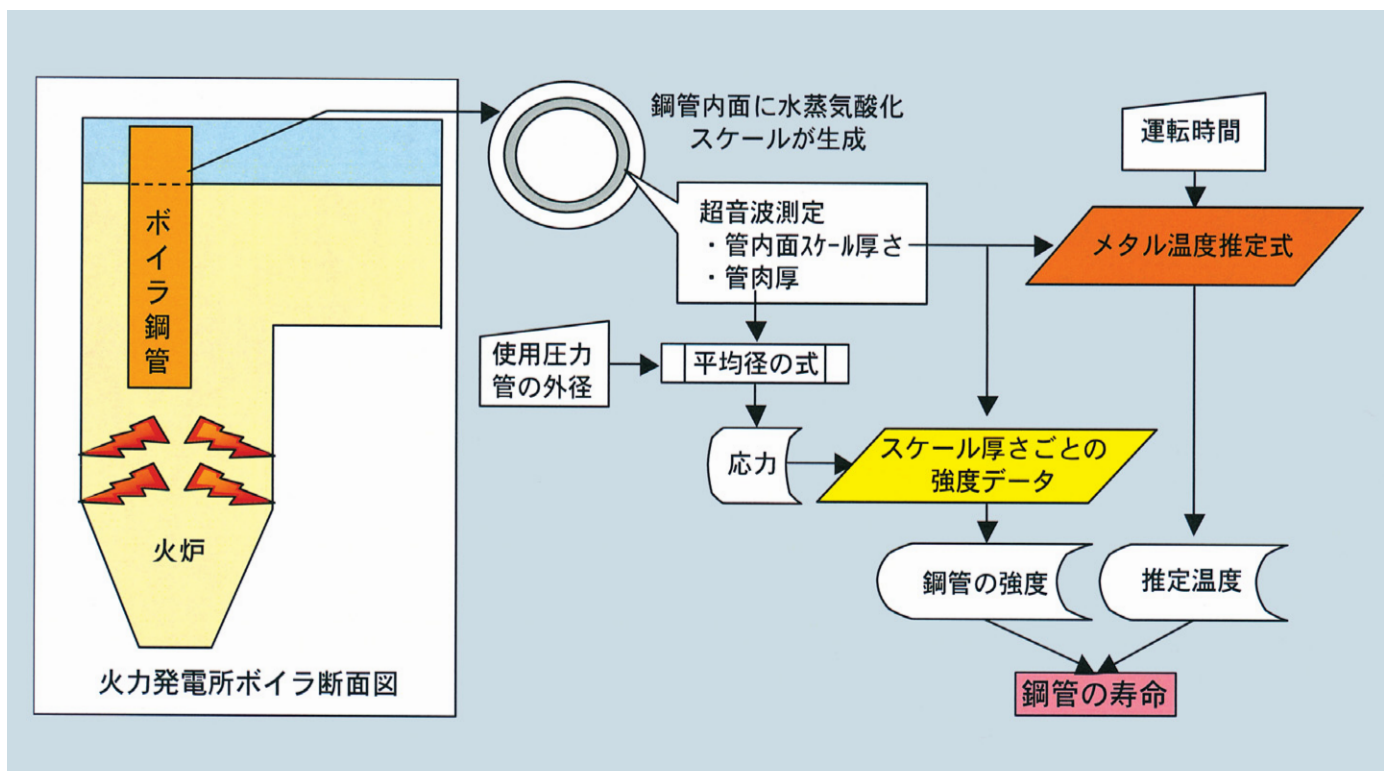 ボイラ鋼管
火炉
火力発電所ボイラ断面図
鋼管内面に水蒸気酸化
スケールが生成
超音波測定
・管内面スケール厚さ
・管肉厚
運転時間
メタル温度推定式
使用圧力
管の外径
平均径の式
応力
スケール厚さごとの
強度データ
鋼管の強度
推定温度
鋼管の寿命